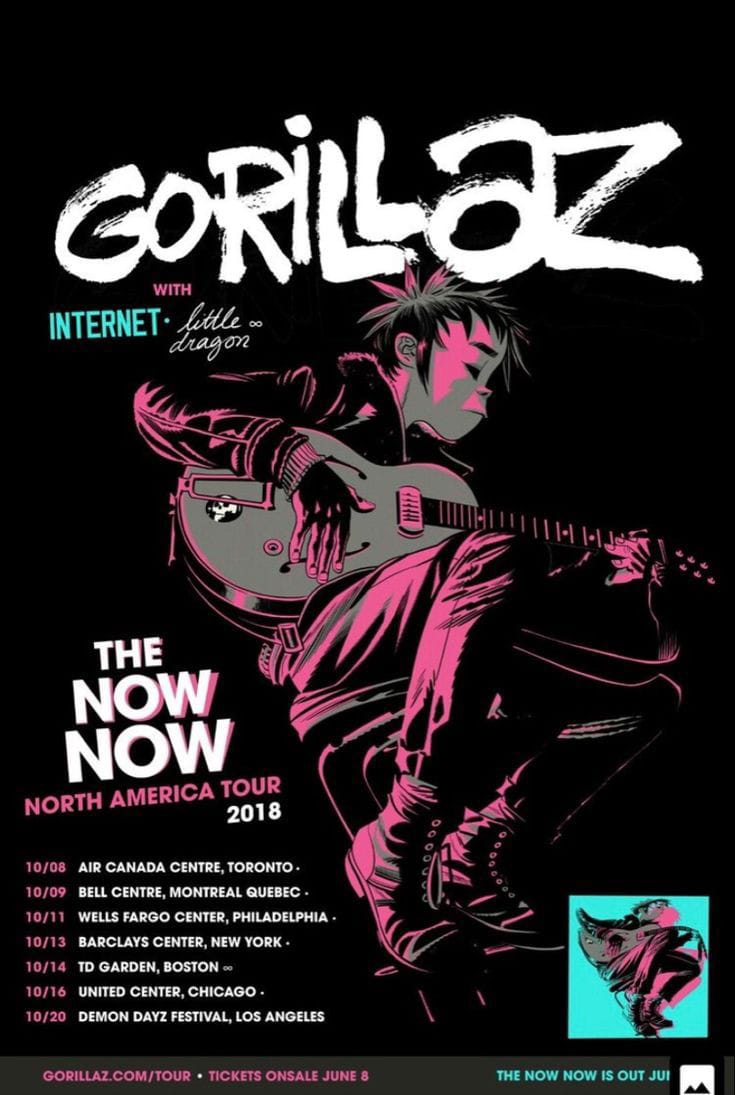 GORILLAZ
WITH
INTERNET• little ∞
dragon
THE
NOW
NOW
NORTH AMERICA TOUR
2018
10/08 AIR CANADA CENTRE, TORONTO •
10/09 BELL CENTRE, MONTREAL QUEBEC •
10/11 WELLS FARGO CENTER, PHILADELPHIA •
10/13 BARCLAYS CENTER, NEW YORK •
10/14 TD GARDEN, BOSTON ∞
10/16 UNITED CENTER, CHICAGO •
10/20 DEMON DAYZ FESTIVAL, LOS ANGELES
GORILLAZ.COM/TOUR • TICKETS ONSALE JUNE 8 THE NOW NOW IS OUT